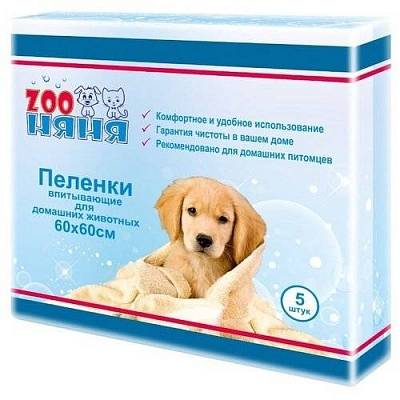 ZOO
НЯНЯ
Комфортное и удобное использование
Гарантия чистоты в вашем доме
Рекомендовано для домашних питомцев
Пеленки
впитывающие
для
домашних животных
60х60см
5
штук